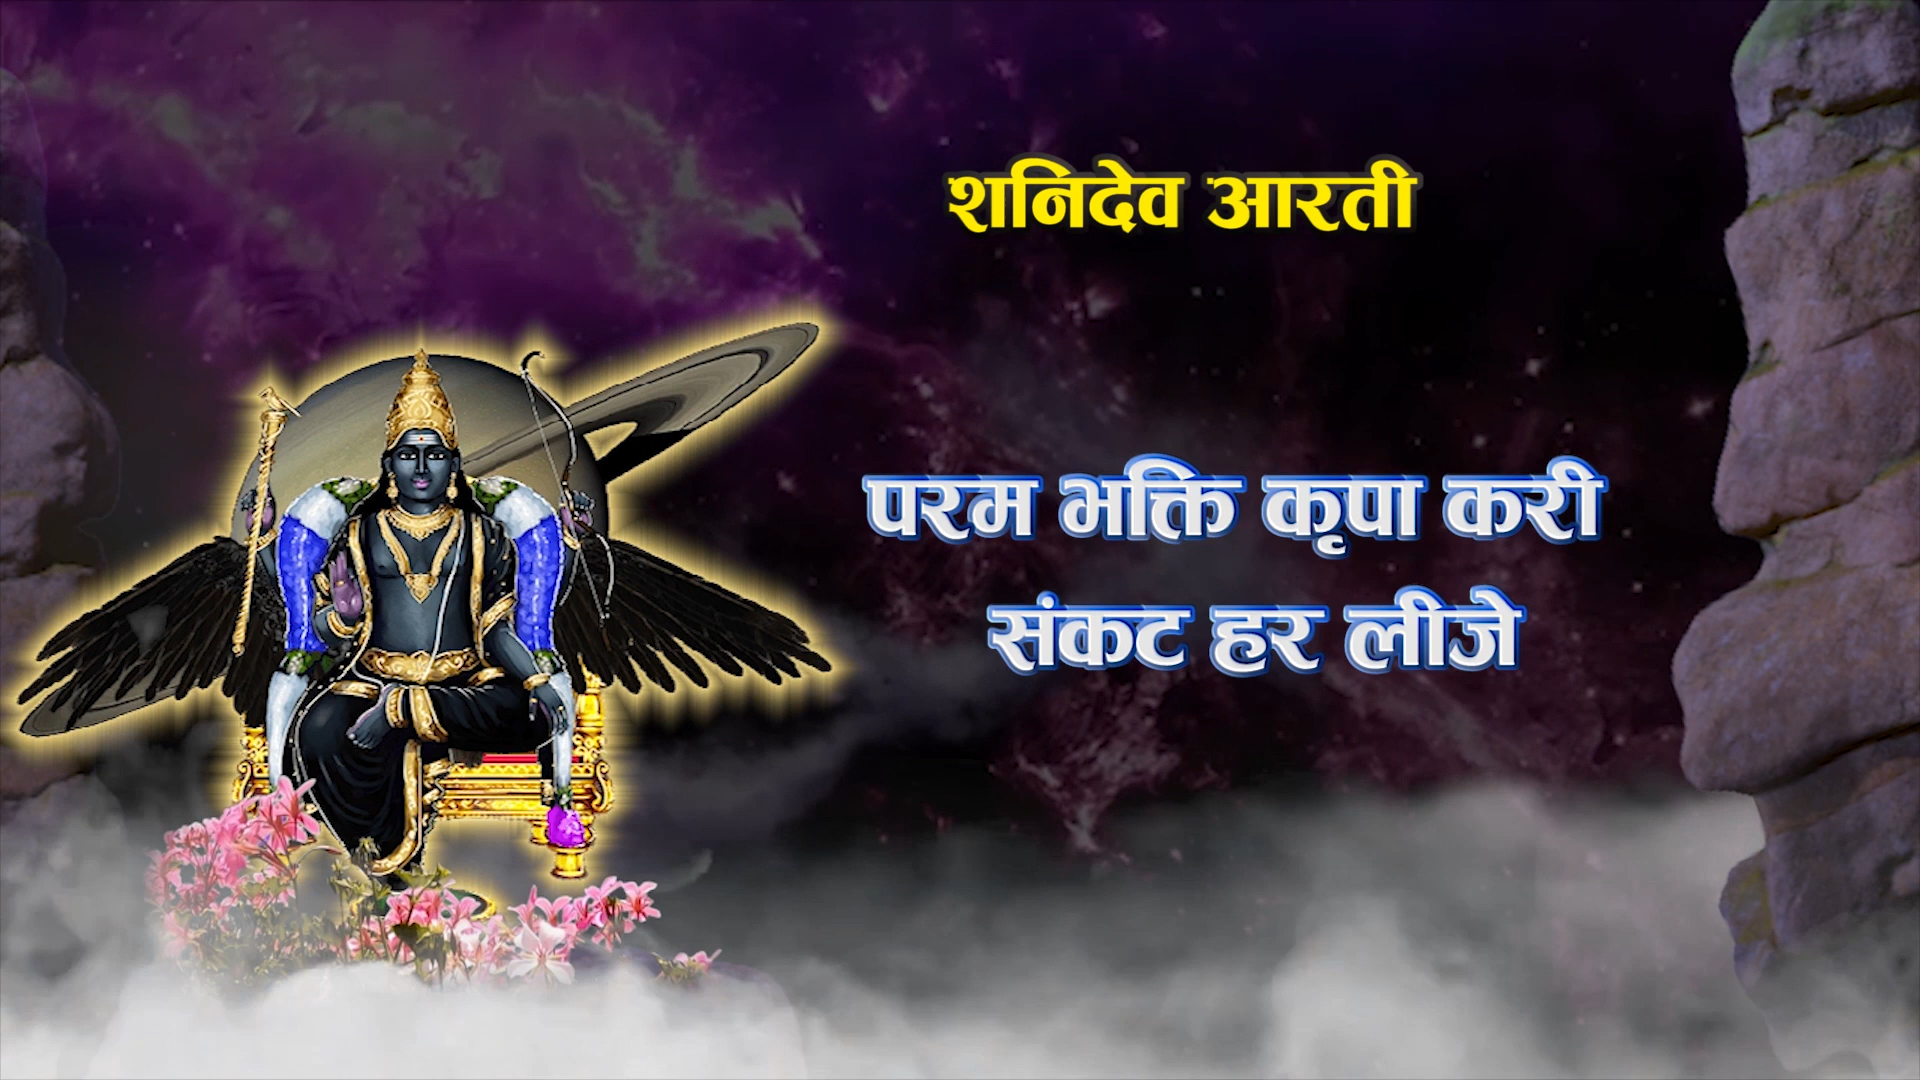 शनिदेव आरती
परम भक्ति कृपा करी
संकट हर लीजे